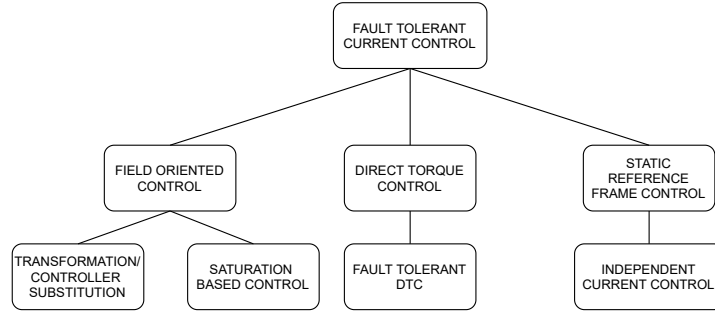 FAULT TOLERANT
CURRENT CONTROL
FIELD ORIENTED
CONTROL
DIRECT TORQUE
CONTROL
STATIC
REFERENCE
FRAME CONTROL
TRANSFORMATION/
CONTROLLER
SUBSTITUTION
SATURATION
BASED CONTROL
FAULT TOLERANT
DTC
INDEPENDENT
CURRENT CONTROL